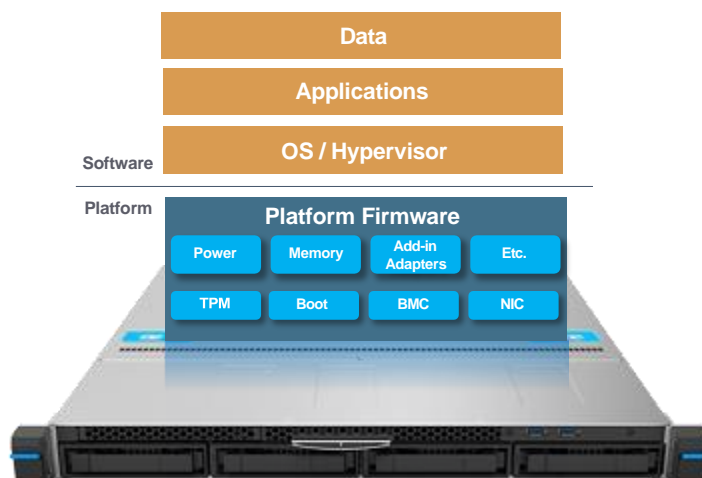 Data
Applications
OS / Hypervisor
Software
Platform
Platform Firmware
Power
Memory
Add-in
Adapters
Etc.
TPM
Boot
BMC
NIC